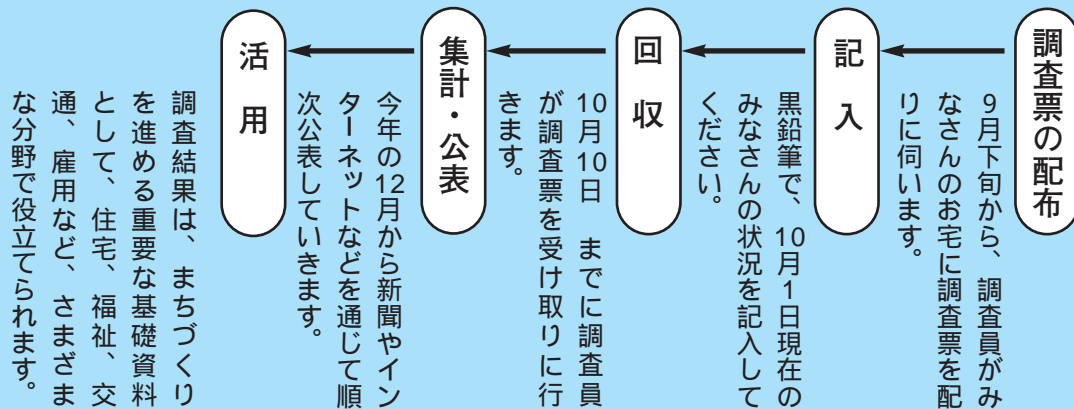 調査票の配布
9月下旬から、調査員がみ
なさんのお宅に調査票を配
りに伺います。
記入
黒鉛筆で、10月1日現在の
みなさんの状況を記入して
ください。
回収
10月10日 までに調査員
が調査票を受け取りに行
きます。
集計・公表
今年の12月から新聞やイン
ターネットなどを通じて順
次公表していきます。
活用
調査結果は、まちづくり
を進める重要な基礎資料
として、住宅、福祉、交
通、雇用など、さまざま
な分野で役立てられます。